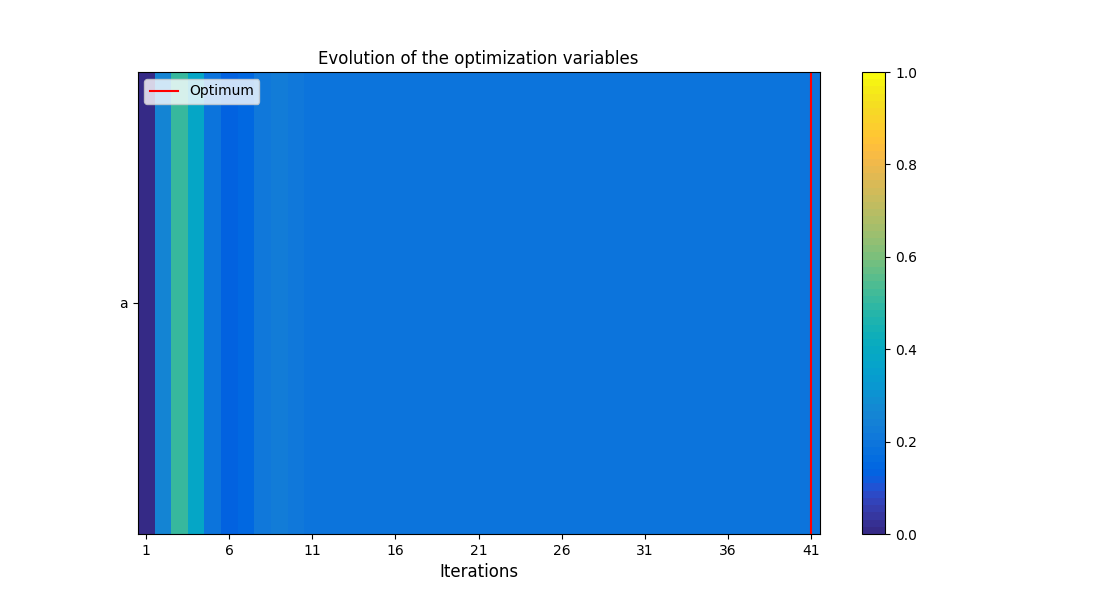 Evolution of the optimization variables
Optimum
a
1 6 11 16 21 26 31 36 41
Iterations
1.0
0.8
0.6
0.4
0.2
0.0